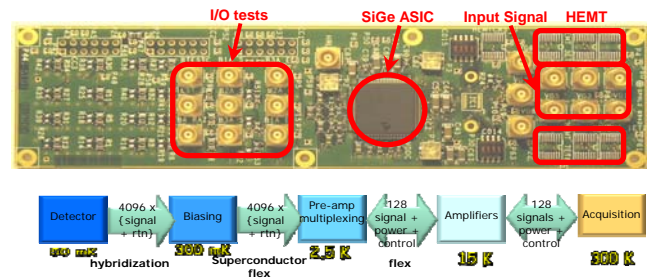 I/O tests
SiGe ASIC
Input Signal
HEMT
Detector
4096 x {signal + rtn}
Biasing
4096 x {signal + rtn}
Pre-amp multiplexing
128 signal + power + control
Amplifiers
128 signals + power + control
Acquisition
300 mK
2,5 K
15 K
300 K
hybridization
Superconductor flex
flex